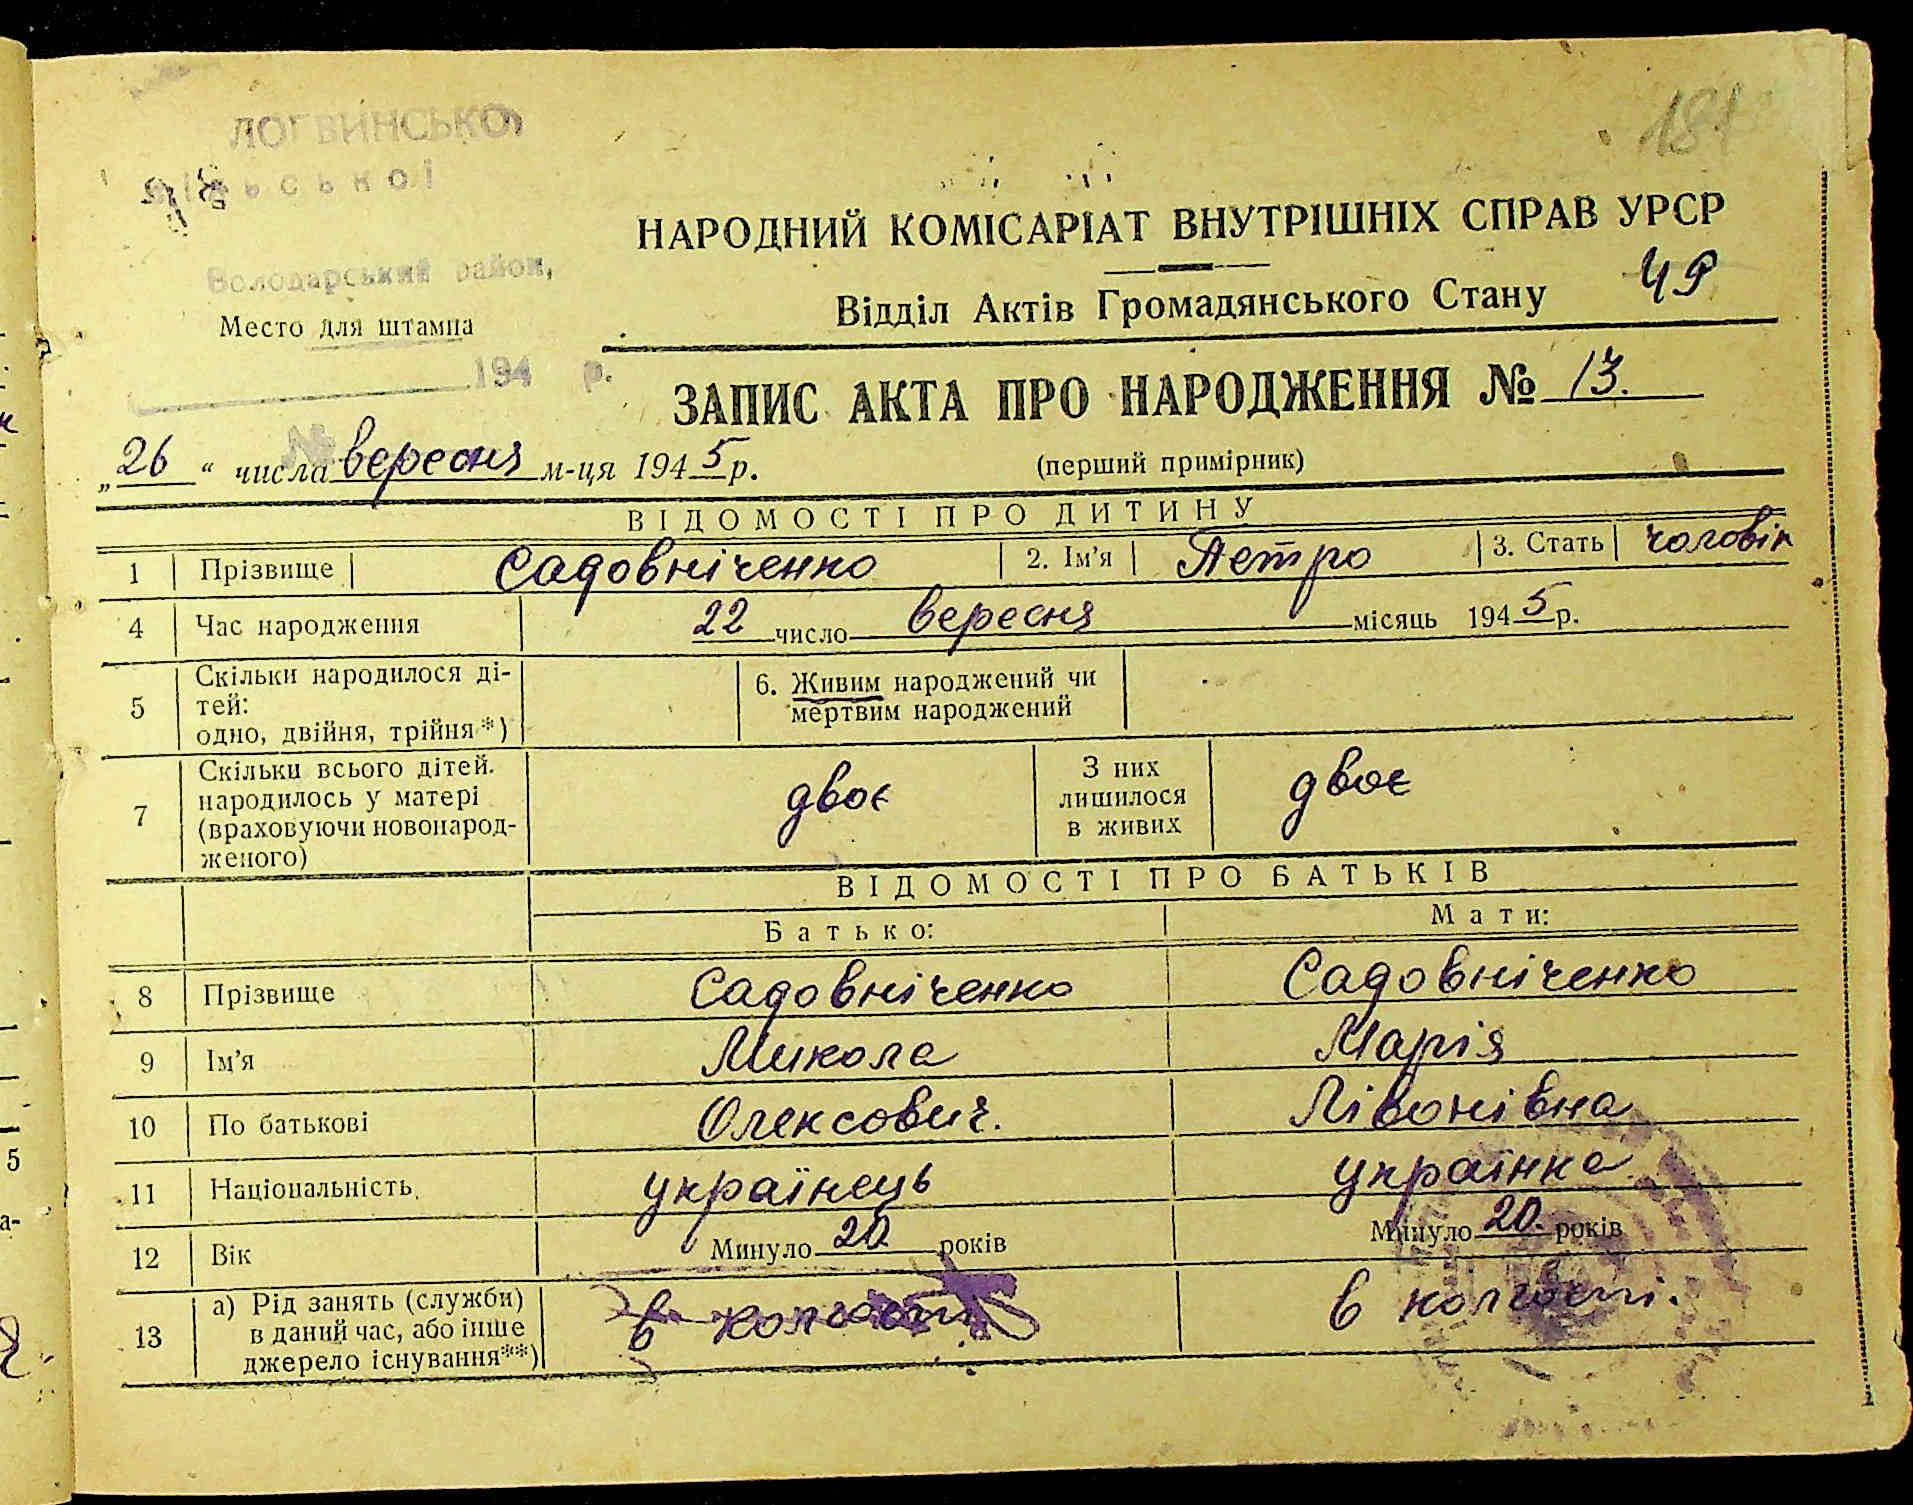 181
ЛОГВИНСЬКОЇ
сільської
Володарський район,
Место для штампа
194 р.
№
НАРОДНИЙ КОМІСАРІАТ ВНУТРІШНІХ СПРАВ УРСР
Відділ Актів Громадянського Стану 49
ЗАПИС АКТА ПРО НАРОДЖЕННЯ № 13.
„26“ числа вересня м-ця 1945 р. (перший примірник)
ВІДОМОСТІ ПРО ДИТИНУ
1 Прізвище Садовніченко 2. Ім'я Петро 3. Стать чоловік
4 Час народження 22 число вересня місяць 1945 р.
5 Скільки народилося ді-
тей:
одно, двійня, трійня*)
6. Живим народжений чи
мертвим народжений
7 Скільки всього дітей.
народилось у матері
(враховуючи новонарод-
женого)
двоє
З них
лишилося
в живих
двоє
ВІДОМОСТІ ПРО БАТЬКІВ
Батько: Мати:
8 Прізвище Садовніченко Садовніченко
9 Ім'я Микола Марія
10 По батькові Олексович. Лівонівна
11 Національність українець українка
12 Вік Минуло 20 років Минуло 20. років
13 а) Рід занять (служби)
в даний час, або інше
джерело існування**)
в колгоспі в колгоспі.